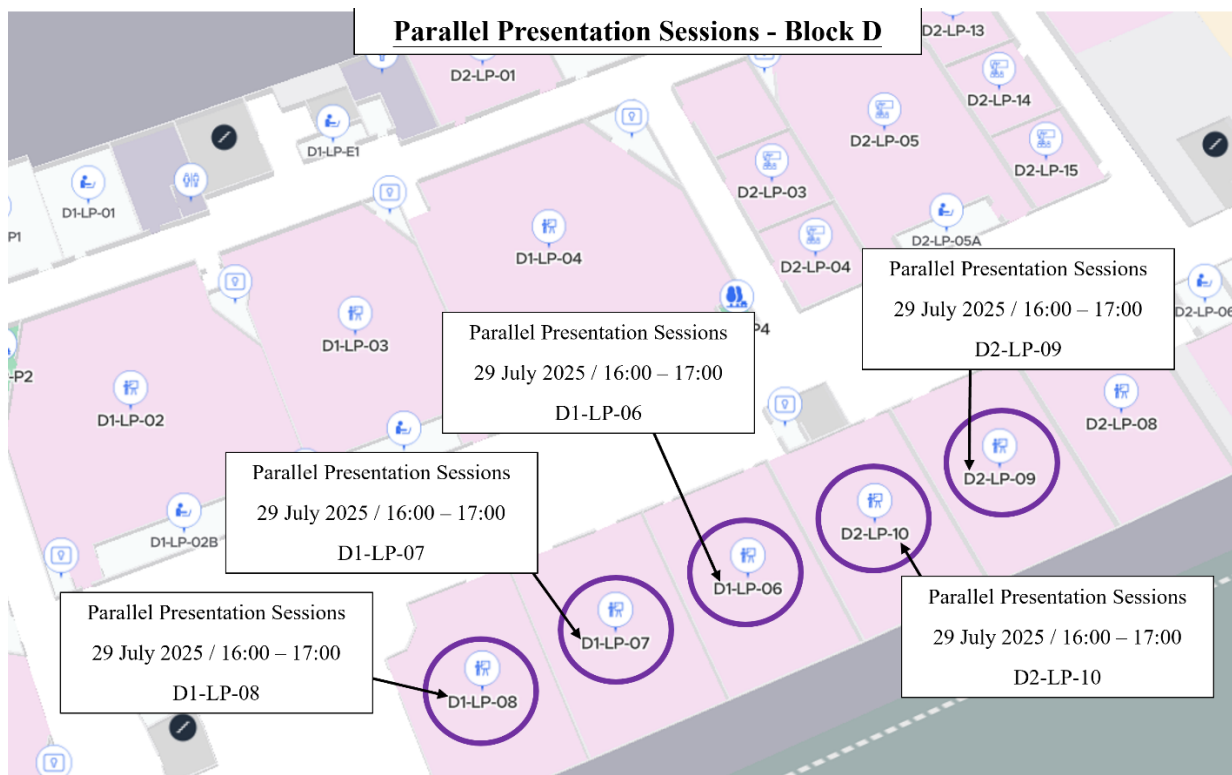 Parallel Presentation Sessions - Block D
D2-LP-13
D2-LP-01
D2-LP-14
D2-LP-05
D1-LP-E1
D2-LP-15
D2-LP-03
D1-LP-01
P1
D2-LP-05A
D1-LP-04
D2-LP-04
Parallel Presentation Sessions
29 July 2025 / 16:00 – 17:00
D2-LP-09
D2-LP-06
P4
D1-LP-03
Parallel Presentation Sessions
29 July 2025 / 16:00 – 17:00
D1-LP-06
-P2
D1-LP-02
D2-LP-08
D2-LP-09
Parallel Presentation Sessions
29 July 2025 / 16:00 – 17:00
D1-LP-07
D1-LP-02B
D2-LP-10
D1-LP-06
Parallel Presentation Sessions
29 July 2025 / 16:00 – 17:00
D2-LP-10
Parallel Presentation Sessions
29 July 2025 / 16:00 – 17:00
D1-LP-08
D1-LP-07
D1-LP-08